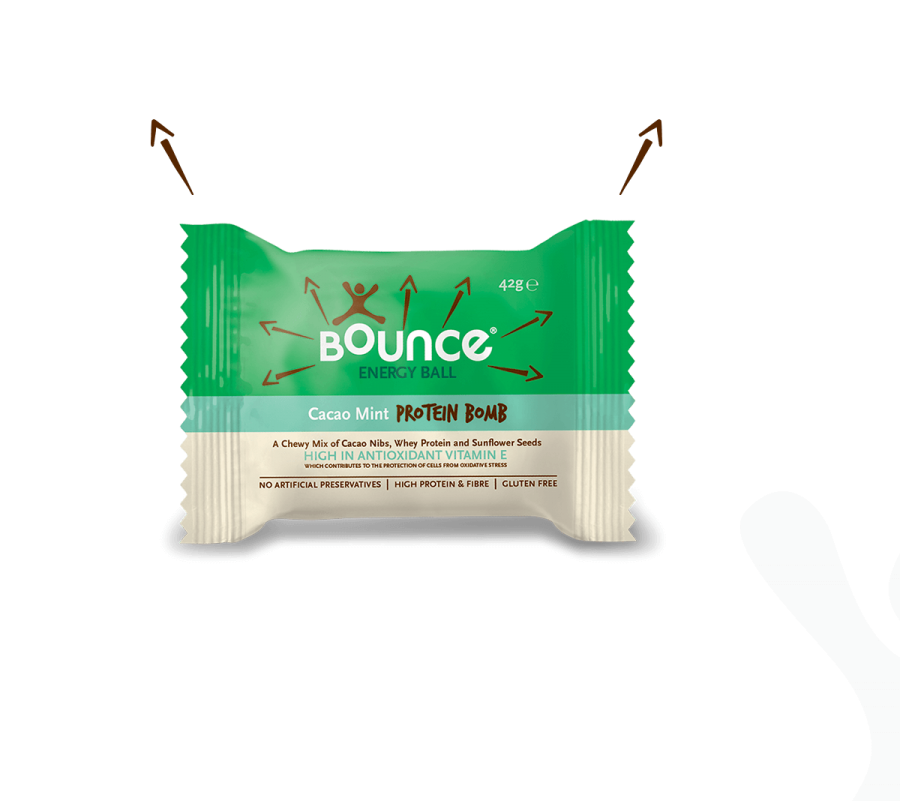 42g ℮
BOUNCE®
ENERGY BALL
Cacao Mint PROTEIN BOMB
A Chewy Mix of Cacao Nibs, Whey Protein and Sunflower Seeds
HIGH IN ANTIOXIDANT VITAMIN E
WHICH CONTRIBUTES TO THE PROTECTION OF CELLS FROM OXIDATIVE STRESS
NO ARTIFICIAL PRESERVATIVES | HIGH PROTEIN & FIBRE | GLUTEN FREE